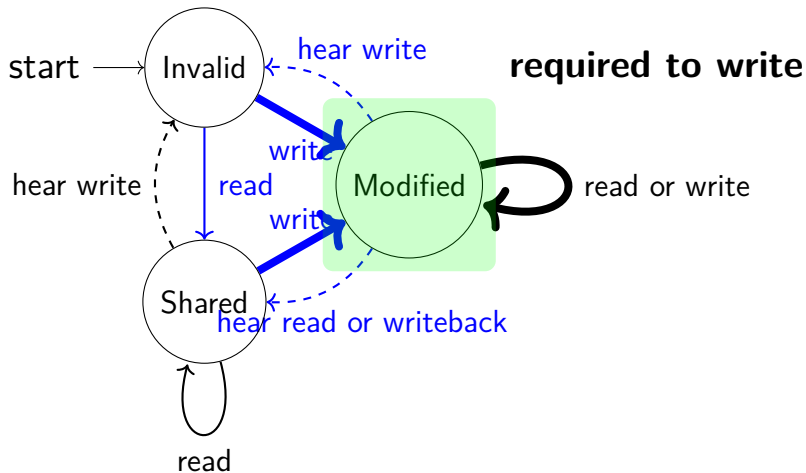 hear write
start
Invalid
required to write
write
Modified
hear write
read
read or write
write
Shared
hear read or writeback
read